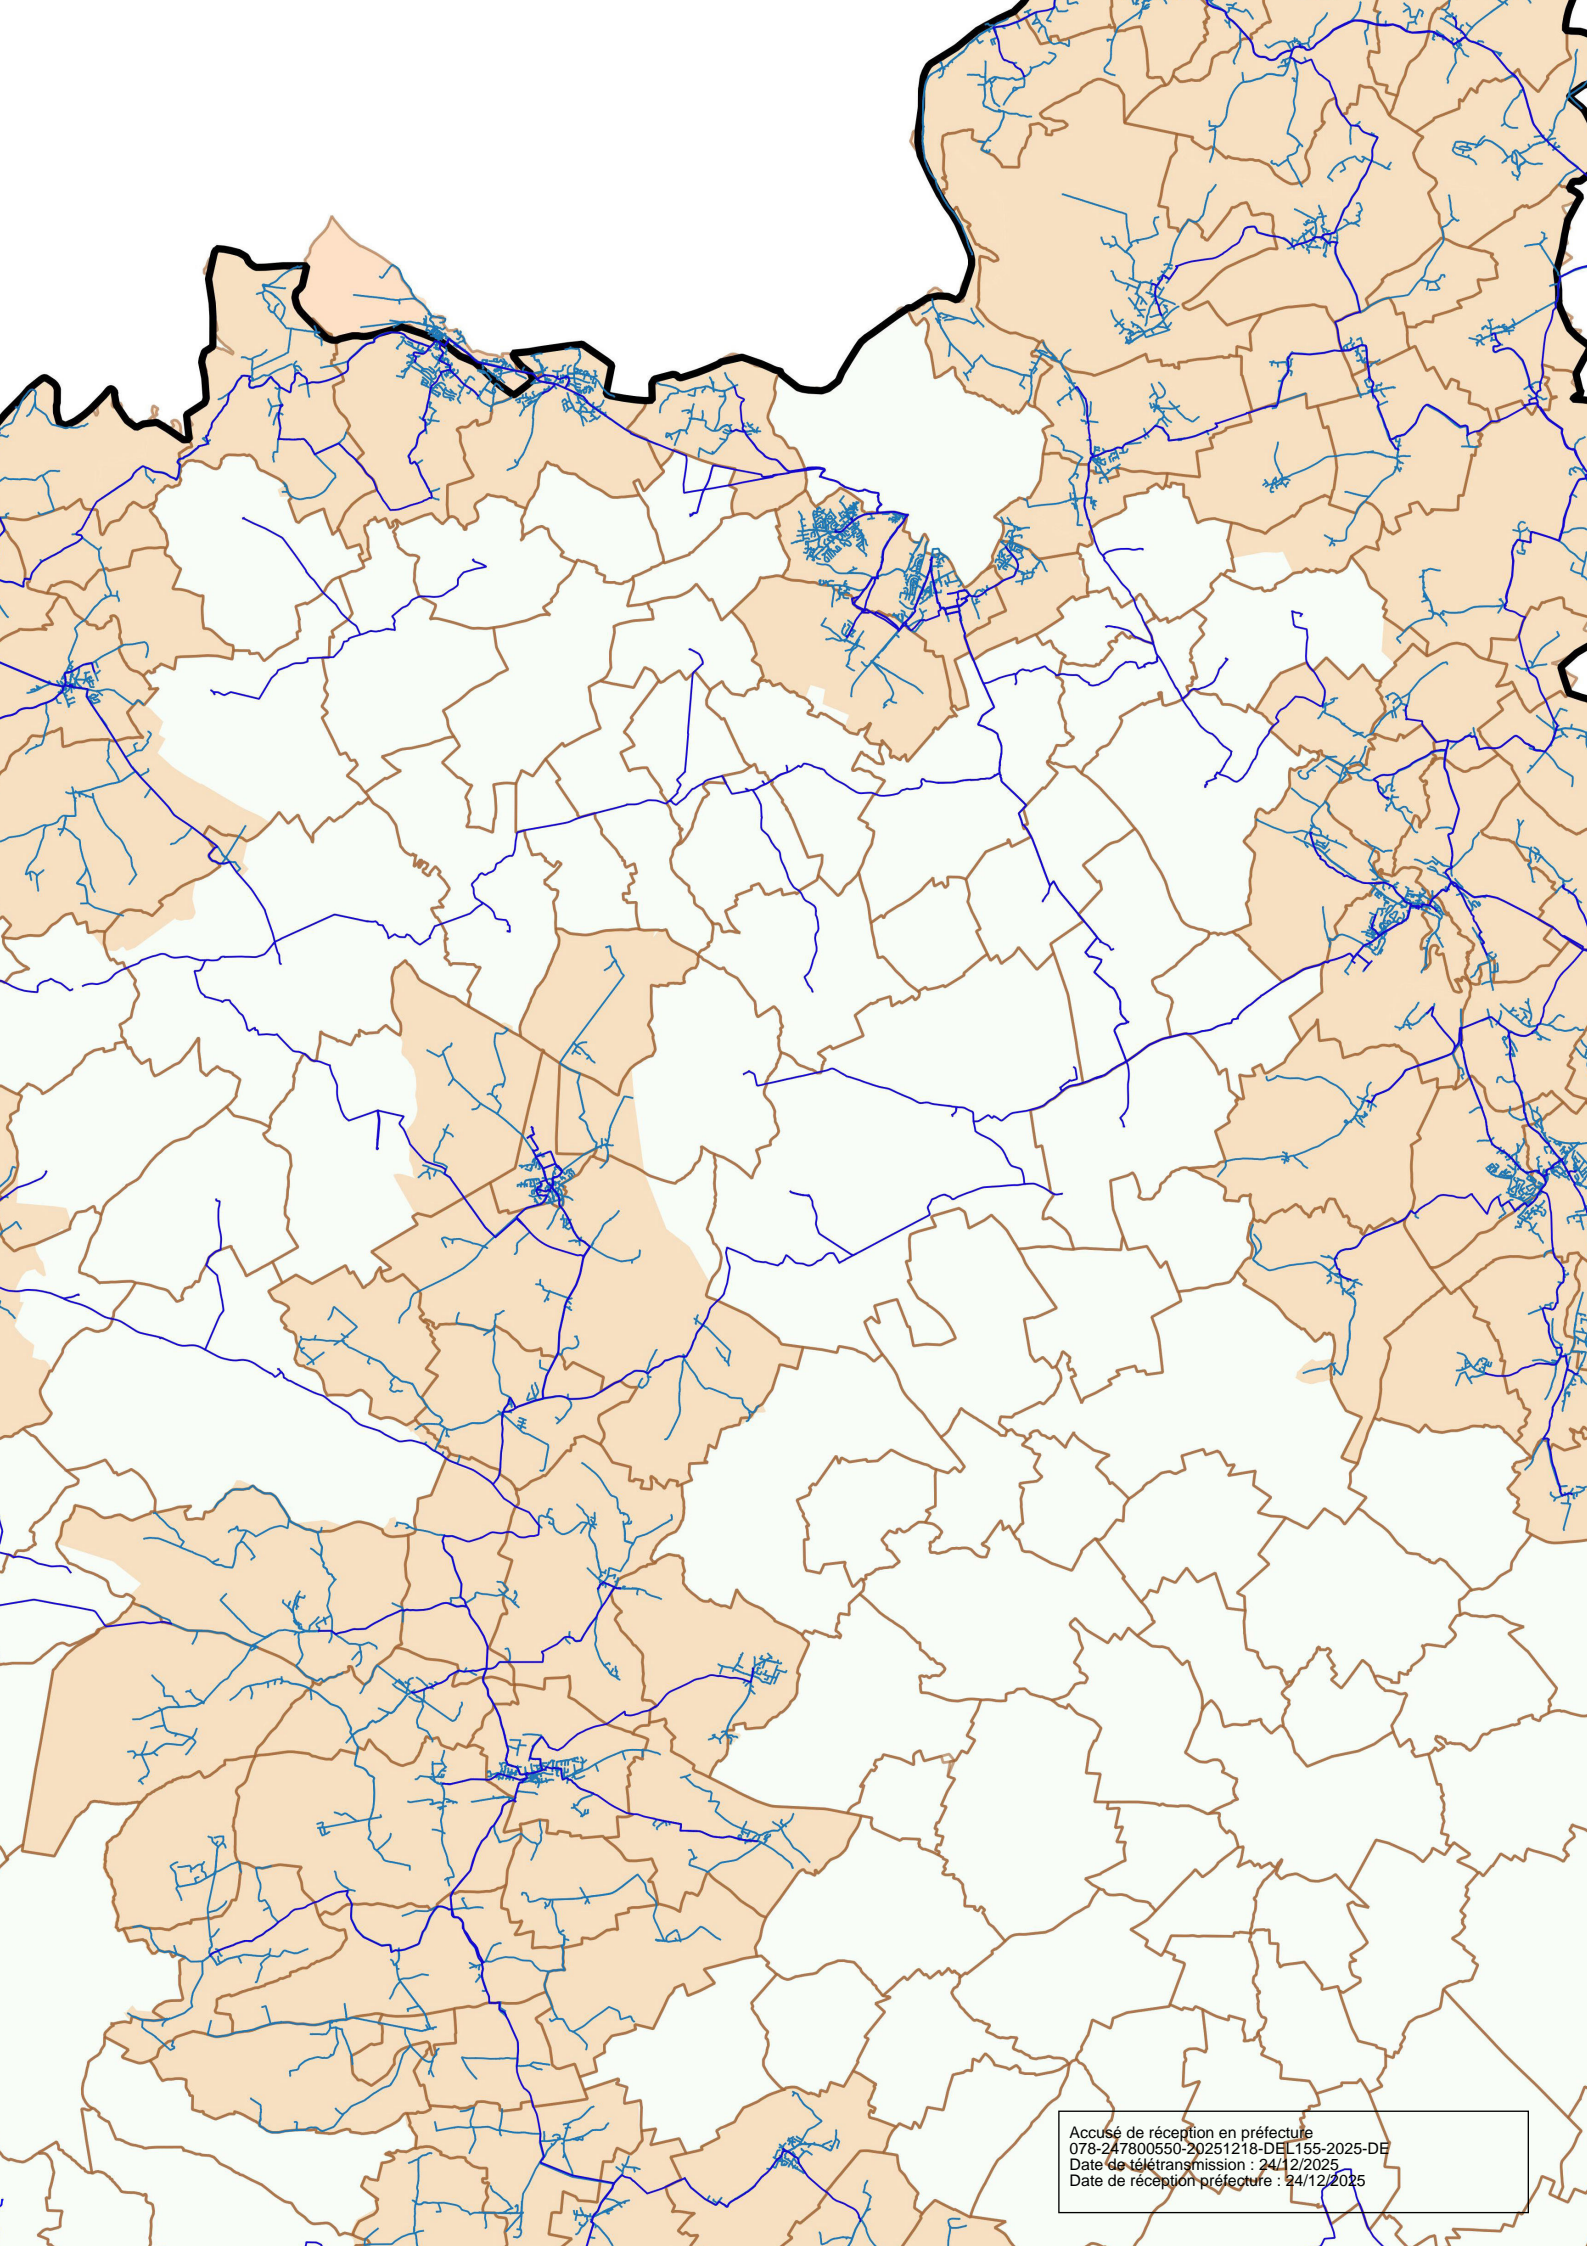 Accusé de réception en préfecture
078-247800550-20251218-DEL155-2025-DE
Date de télétransmission : 24/12/2025
Date de réception préfecture : 24/12/2025